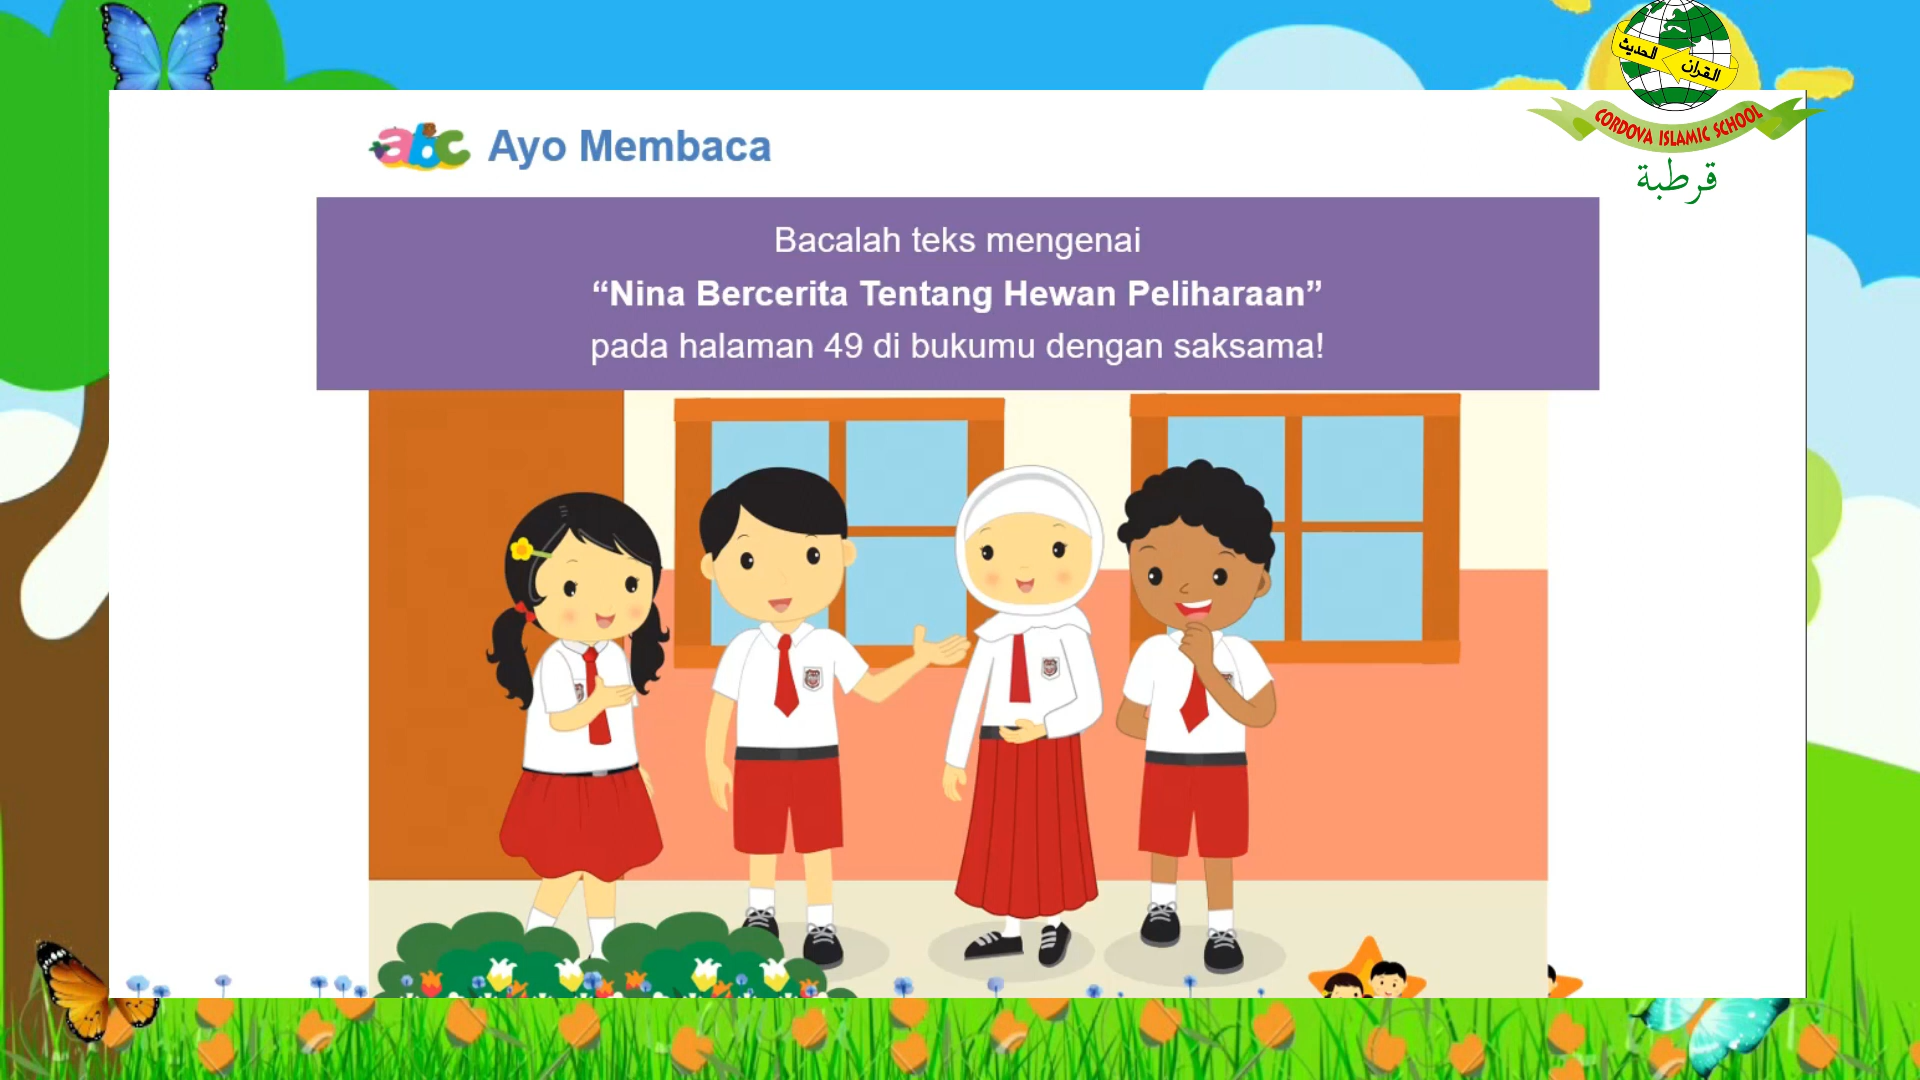 abc Ayo Membaca
Bacalah teks mengenai
“Nina Bercerita Tentang Hewan Peliharaan”
pada halaman 49 di bukumu dengan saksama!
الحديث
القرآن
CORDOVA ISLAMIC SCHOOL
قرطبة